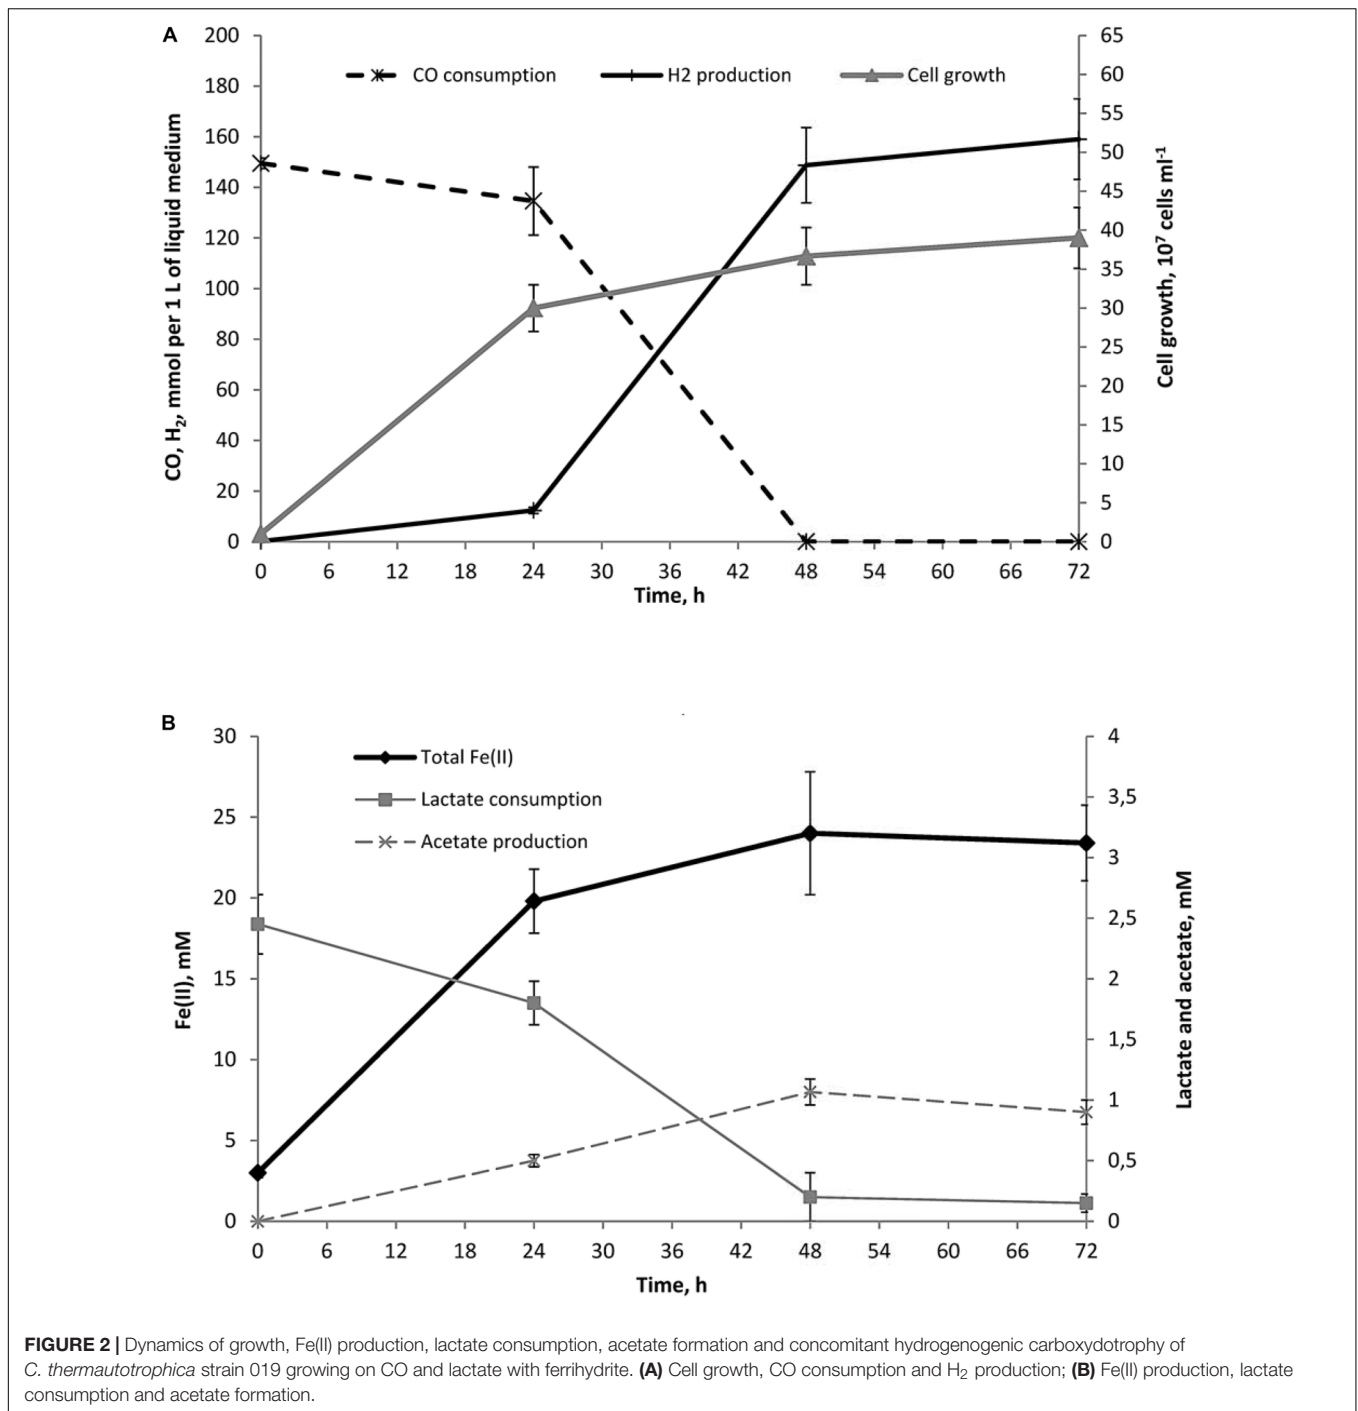 A
CO consumption
H2 production
Cell growth
200
180
160
140
120
100
80
60
40
20
0
CO, H2, mmol per 1 L of liquid medium
65
60
55
50
45
40
35
30
25
20
15
10
5
0
Cell growth, 10⁷ cells ml⁻¹
0 6 12 18 24 30 36 42 48 54 60 66 72
Time, h
B
Total Fe(II)
Lactate consumption
Acetate production
30
25
20
15
10
5
0
Fe(II), mM
4
3,5
3
2,5
2
1,5
1
0,5
0
Lactate and acetate, mM
0 6 12 18 24 30 36 42 48 54 60 66 72
Time, h
FIGURE 2 | Dynamics of growth, Fe(II) production, lactate consumption, acetate formation and concomitant hydrogenogenic carboxydotrophy of
C. thermautotrophica strain 019 growing on CO and lactate with ferrihydrite. (A) Cell growth, CO consumption and H2 production; (B) Fe(II) production, lactate
consumption and acetate formation.